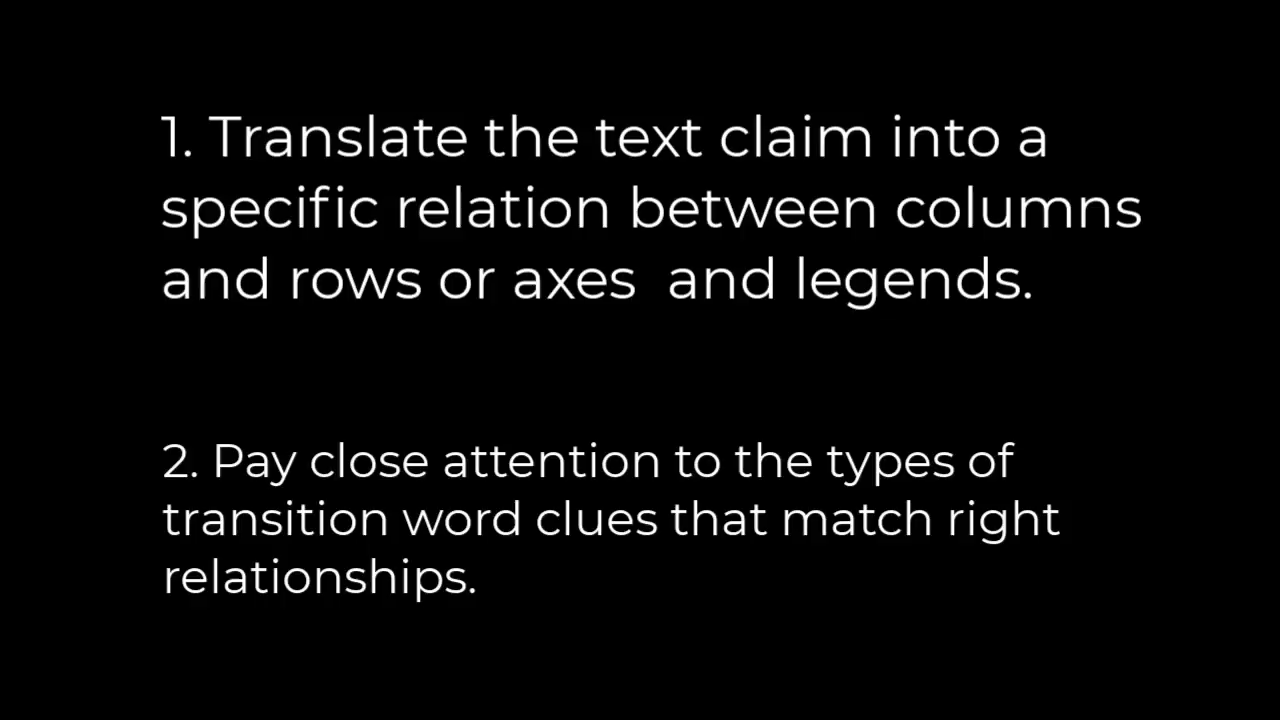 1. Translate the text claim into a
specific relation between columns
and rows or axes  and legends.
2. Pay close attention to the types of
transition word clues that match right
relationships.